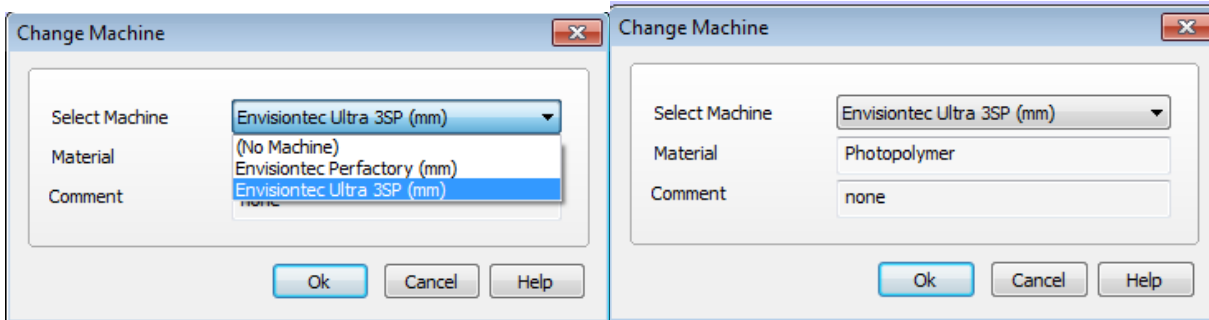 Change Machine
Select Machine Envisiontec Ultra 3SP (mm)
(No Machine)
Material
Envisiontec Perfactory (mm)
Envisiontec Ultra 3SP (mm)
Comment
none
Ok Cancel Help
Change Machine
Select Machine Envisiontec Ultra 3SP (mm)
Material Photopolymer
Comment none
Ok Cancel Help